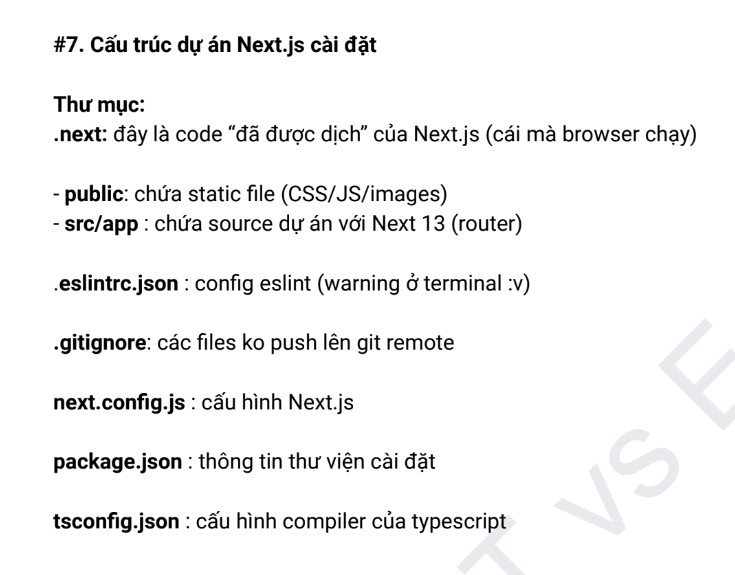 #7. Cấu trúc dự án Next.js cài đặt
Thư mục:
.next: đây là code “đã được dịch” của Next.js (cái mà browser chạy)
- public: chứa static file (CSS/JS/images)
- src/app : chứa source dự án với Next 13 (router)
.eslintrc.json : config eslint (warning ở terminal :v)
.gitignore: các files ko push lên git remote
next.config.js : cấu hình Next.js
package.json : thông tin thư viện cài đặt
tsconfig.json : cấu hình compiler của typescript
T VS E